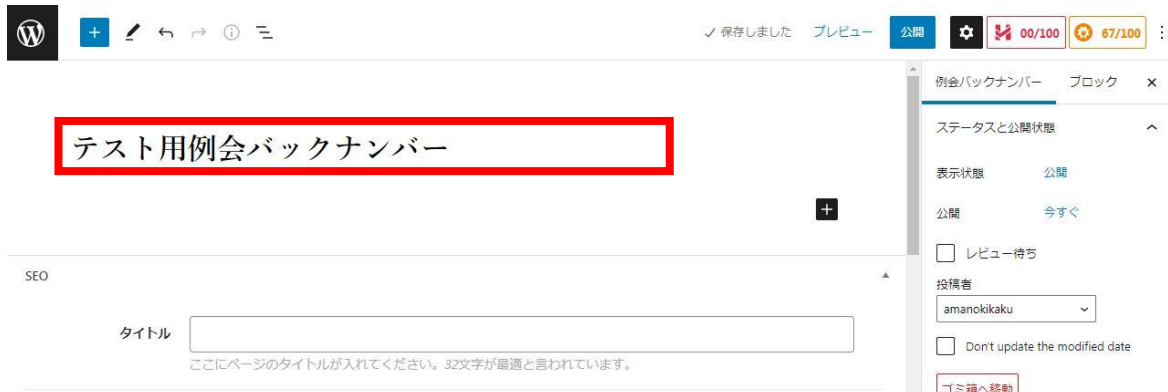 保存しました プレビュー 公開 00/100 67/100
例会バックナンバー ブロック
テスト用例会バックナンバー
ステータスと公開状態
表示状態 公開
公開 今すぐ
レビュー待ち
SEO
投稿者
amanokikaku
タイトル
Don't update the modified date
ここにページのタイトルが入れてください。32文字が最適と言われています。
ゴミ箱へ移動